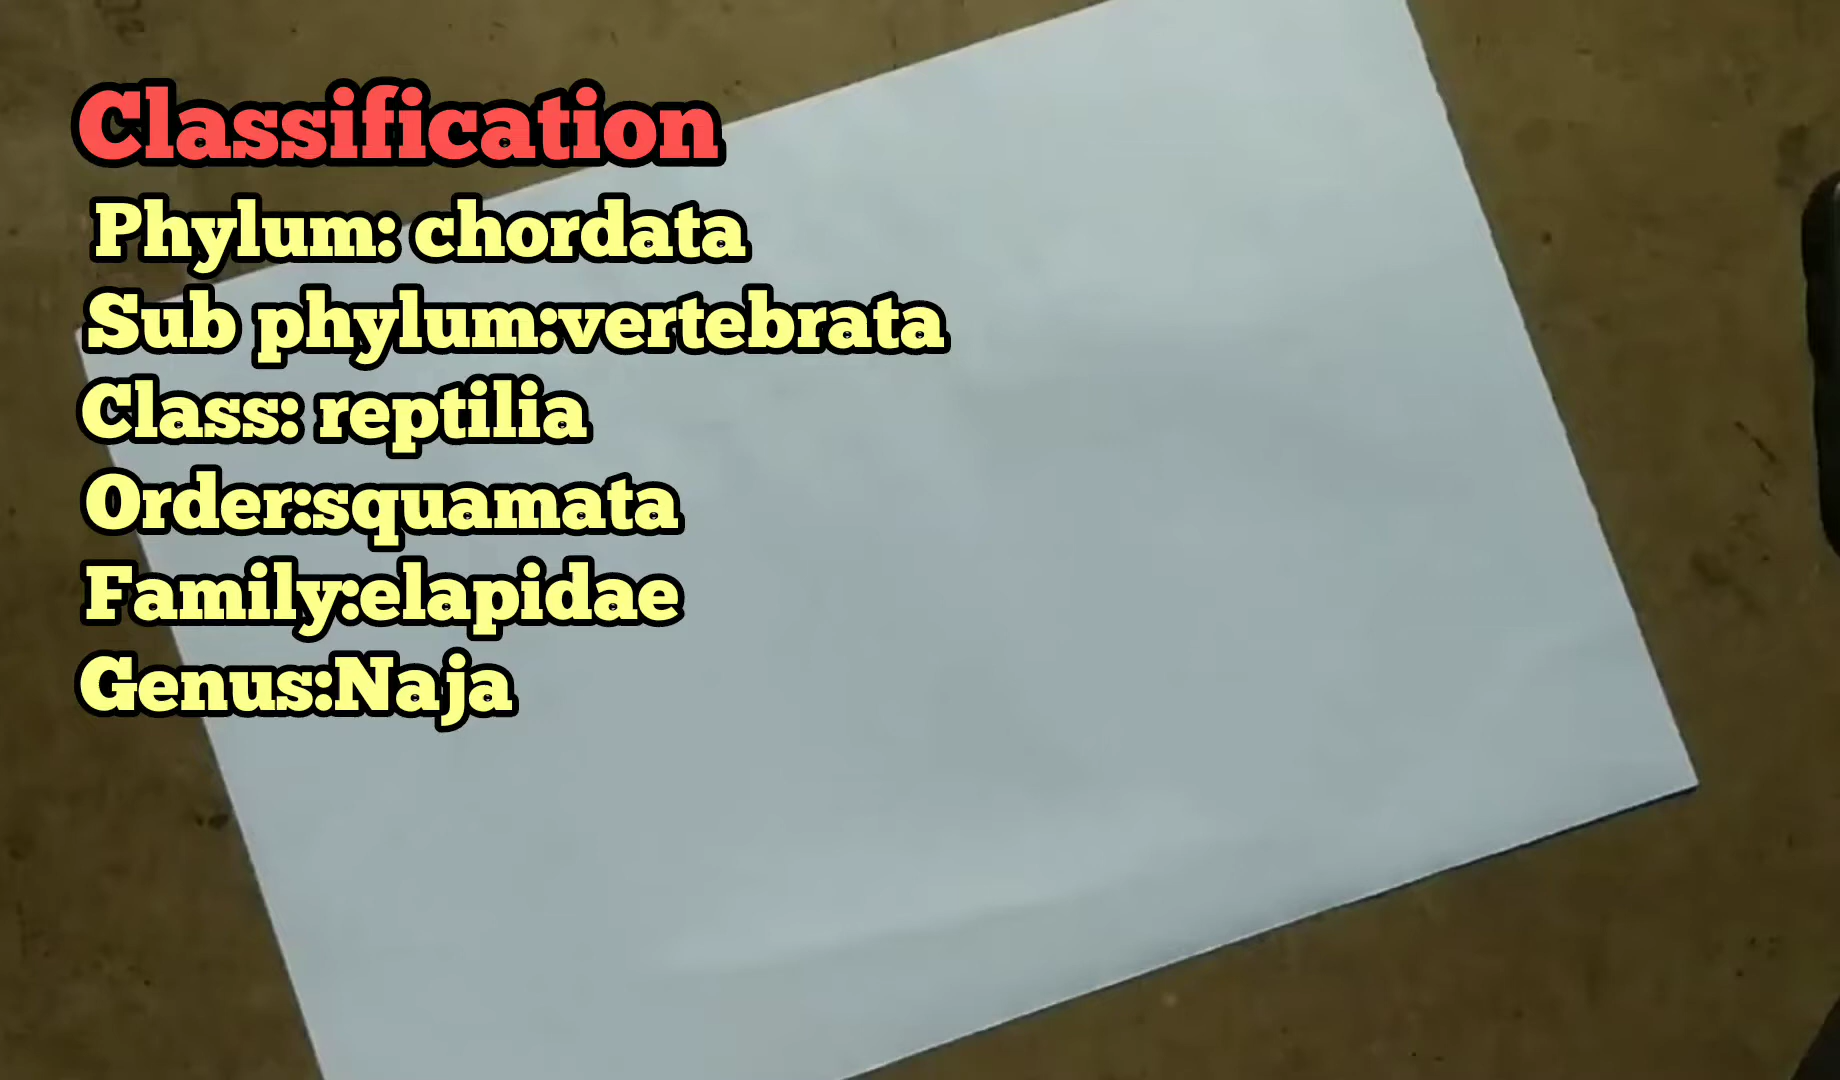 Classification
Phylum: chordata
Sub phylum:vertebrata
Class: reptilia
Order:squamata
Family:elapidae
Genus:Naja